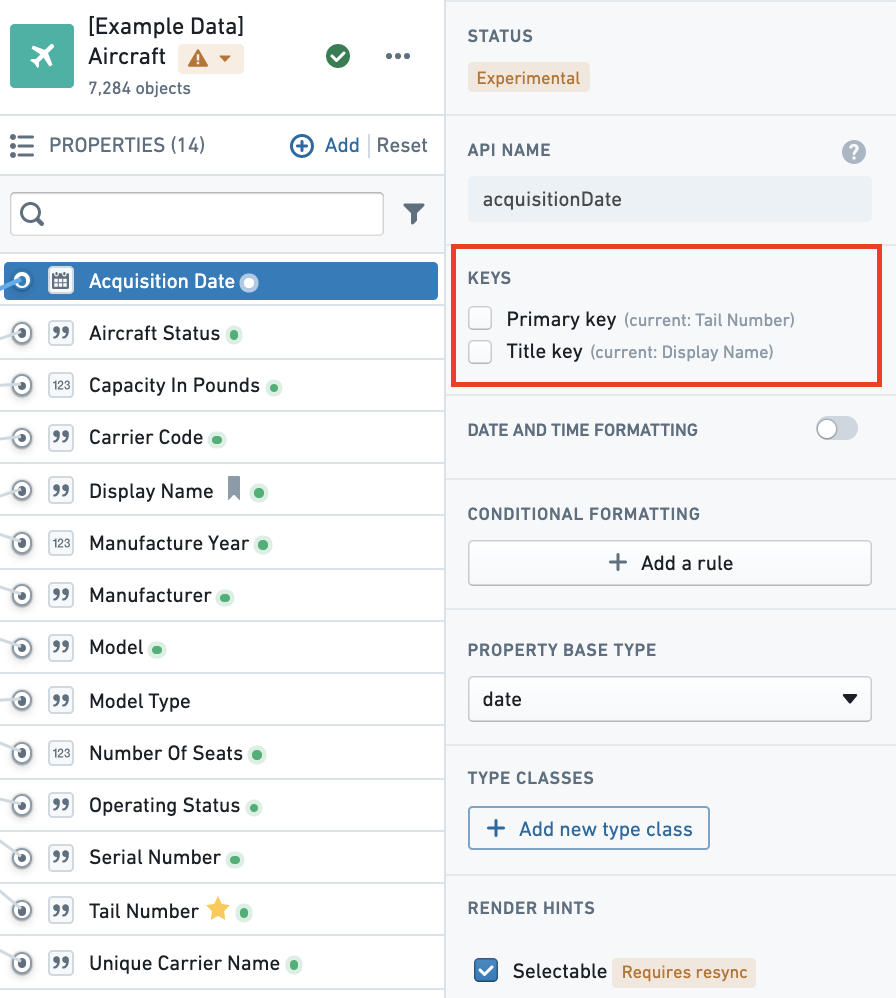 [Example Data]
Aircraft
7,284 objects
PROPERTIES (14)
Add
Reset
Acquisition Date
Aircraft Status
123 Capacity In Pounds
Carrier Code
Display Name
123 Manufacture Year
Manufacturer
Model
Model Type
123 Number Of Seats
Operating Status
Serial Number
Tail Number
Unique Carrier Name
STATUS
Experimental
API NAME
?
acquisitionDate
KEYS
Primary key (current: Tail Number)
Title key (current: Display Name)
DATE AND TIME FORMATTING
CONDITIONAL FORMATTING
+ Add a rule
PROPERTY BASE TYPE
date
TYPE CLASSES
+ Add new type class
RENDER HINTS
Selectable Requires resync